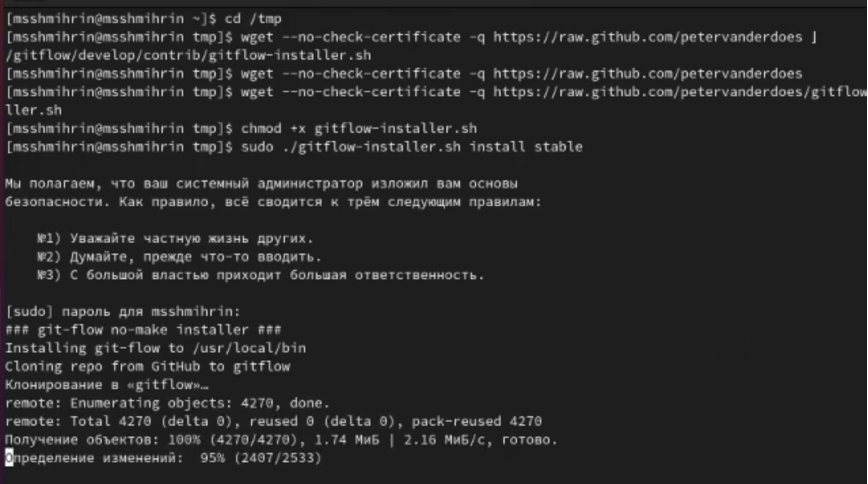 [msshmihrin@msshmihrin ~]$ cd /tmp
[msshmihrin@msshmihrin tmp]$ wget --no-check-certificate -q https://raw.github.com/petervanderdoes ]
/gitflow/develop/contrib/gitflow-installer.sh
[msshmihrin@msshmihrin tmp]$ wget --no-check-certificate -q https://raw.github.com/petervanderdoes
[msshmihrin@msshmihrin tmp]$ wget --no-check-certificate -q https://raw.github.com/petervanderdoes/gitflow
ller.sh
[msshmihrin@msshmihrin tmp]$ chmod +x gitflow-installer.sh
[msshmihrin@msshmihrin tmp]$ sudo ./gitflow-installer.sh install stable
Мы полагаем, что ваш системный администратор изложил вам основы
безопасности. Как правило, всё сводится к трём следующим правилам:
№1) Уважайте частную жизнь других.
№2) Думайте, прежде что-то вводить.
№3) С большой властью приходит большая ответственность.
[sudo] пароль для msshmihrin:
### git-flow no-make installer ###
Installing git-flow to /usr/local/bin
Cloning repo from GitHub to gitflow
Клонирование в «gitflow»…
remote: Enumerating objects: 4270, done.
remote: Total 4270 (delta 0), reused 0 (delta 0), pack-reused 4270
Получение объектов: 100% (4270/4270), 1.74 МиБ | 2.16 МиБ/с, готово.
Определение изменений:  95% (2407/2533)